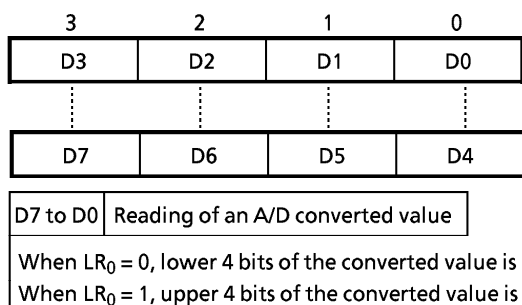 3 2 1 0
D3 D2 D1 D0
D7 D6 D5 D4
D7 to D0 Reading of an A/D converted value
When LR₀ = 0, lower 4 bits of the converted value is
When LR₀ = 1, upper 4 bits of the converted value is